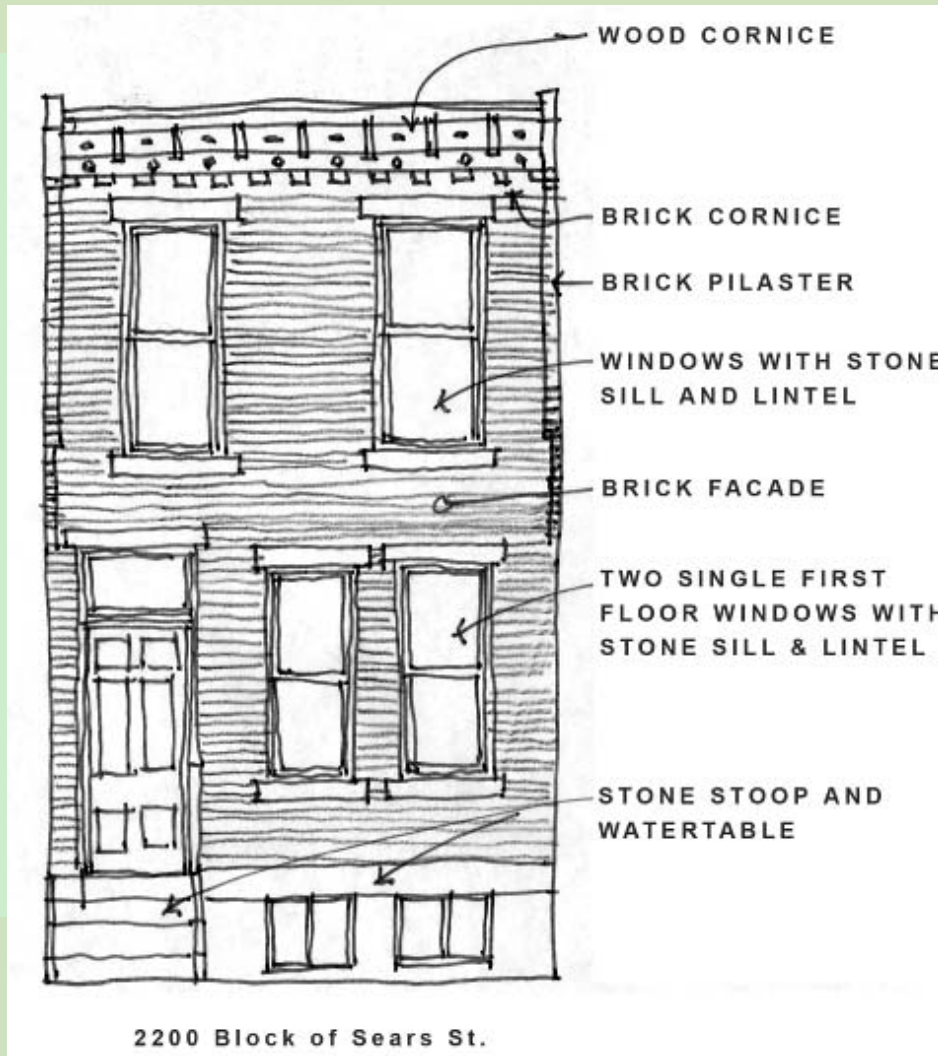 WOOD CORNICE
BRICK CORNICE
BRICK PILASTER
WINDOWS WITH STONE
SILL AND LINTEL
BRICK FACADE
TWO SINGLE FIRST
FLOOR WINDOWS WITH
STONE SILL & LINTEL
STONE STOOP AND
WATERTABLE
2200 Block of Sears St.